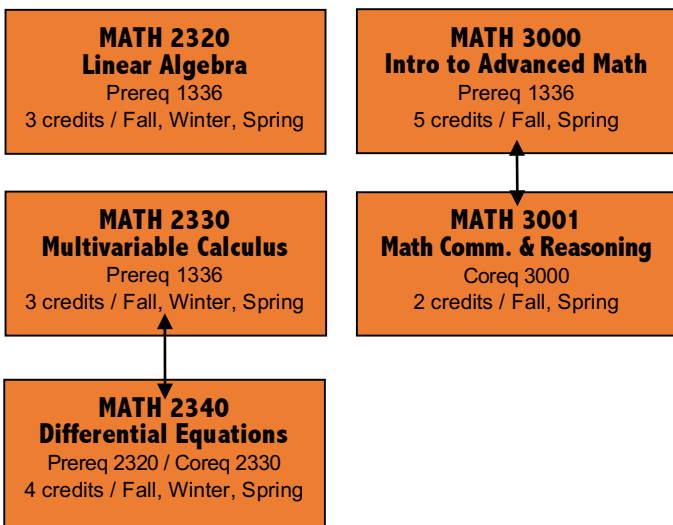 MATH 2320
Linear Algebra
Prereq 1336
3 credits / Fall, Winter, Spring
MATH 3000
Intro to Advanced Math
Prereq 1336
5 credits / Fall, Spring
MATH 2330
Multivariable Calculus
Prereq 1336
3 credits / Fall, Winter, Spring
MATH 3001
Math Comm. & Reasoning
Coreq 3000
2 credits / Fall, Spring
MATH 2340
Differential Equations
Prereq 2320 / Coreq 2330
4 credits / Fall, Winter, Spring